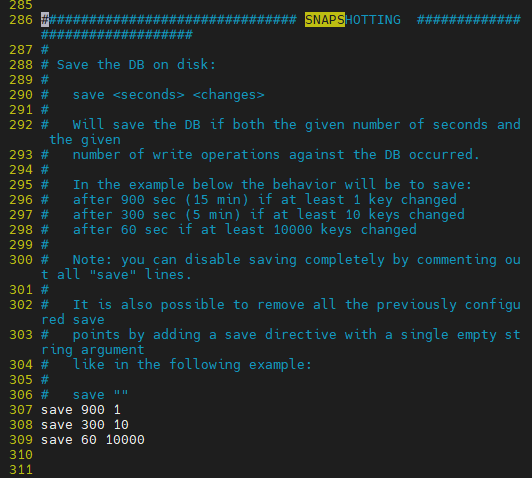 285
286 ################################ SNAPSHOTTING  #############
###################
287 #
288 # Save the DB on disk:
289 #
290 #   save <seconds> <changes>
291 #
292 #   Will save the DB if both the given number of seconds and
 the given
293 #   number of write operations against the DB occurred.
294 #
295 #   In the example below the behavior will be to save:
296 #   after 900 sec (15 min) if at least 1 key changed
297 #   after 300 sec (5 min) if at least 10 keys changed
298 #   after 60 sec if at least 10000 keys changed
299 #
300 #   Note: you can disable saving completely by commenting ou
t all "save" lines.
301 #
302 #   It is also possible to remove all the previously configu
red save
303 #   points by adding a save directive with a single empty st
ring argument
304 #   like in the following example:
305 #
306 #   save ""
307 save 900 1
308 save 300 10
309 save 60 10000
310
311